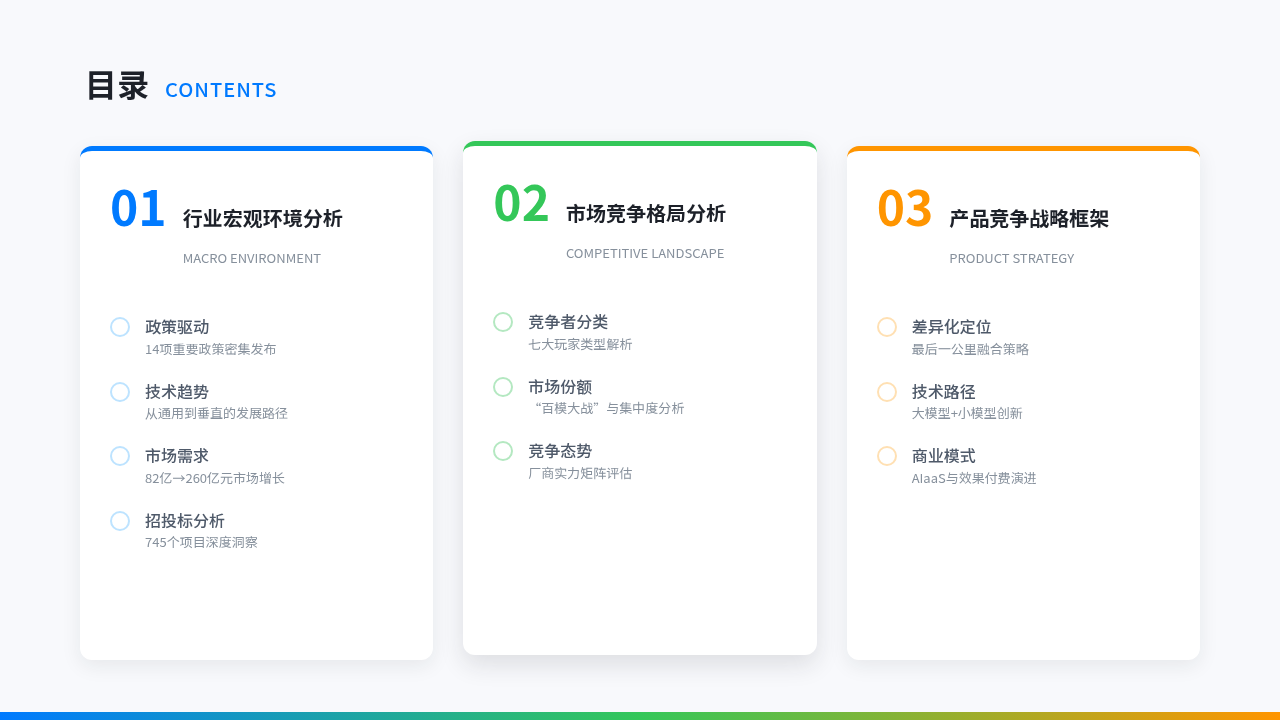 目录 CONTENTS
01 行业宏观环境分析
MACRO ENVIRONMENT
政策驱动
14项重要政策密集发布
技术趋势
从通用到垂直的发展路径
市场需求
82亿→260亿元市场增长
招投标分析
745个项目深度洞察
02 市场竞争格局分析
COMPETITIVE LANDSCAPE
竞争者分类
七大玩家类型解析
市场份额
“百模大战”与集中度分析
竞争态势
厂商实力矩阵评估
03 产品竞争战略框架
PRODUCT STRATEGY
差异化定位
最后一公里融合策略
技术路径
大模型+小模型创新
商业模式
AIaaS与效果付费演进